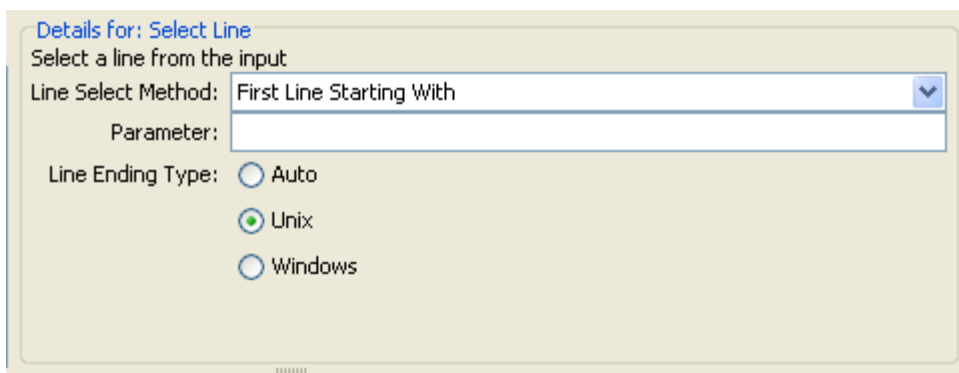 Details for: Select Line
Select a line from the input
Line Select Method: First Line Starting With
Parameter:
Line Ending Type: Auto
Unix
Windows